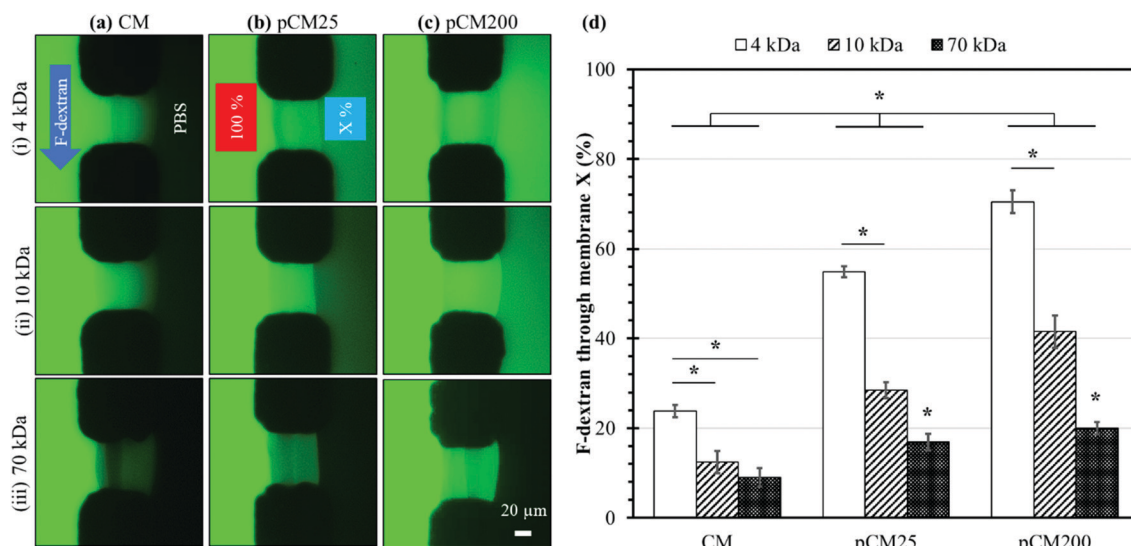 (a) CM
(b) pCM25
(c) pCM200
(i) 4 kDa
F-dextran
PBS
100 %
X %
(ii) 10 kDa
(iii) 70 kDa
20 µm
(d)
4 kDa
10 kDa
70 kDa
F-dextran through membrane X (%)
100
80
60
40
20
0
*
*
*
*
*
*
*
CM
pCM25
pCM200